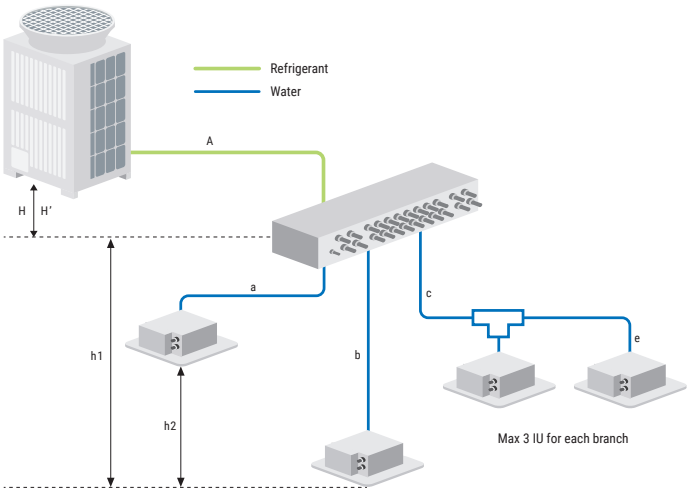 Refrigerant
Water
A
H H’
a
c
h1
b
e
h2
Max 3 IU for each branch